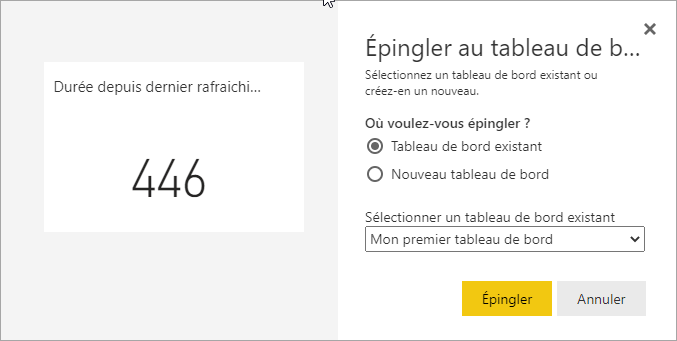 Durée depuis dernier rafraichi...
446
Épingler au tableau de b...
Sélectionnez un tableau de bord existant ou
créez-en un nouveau.
Où voulez-vous épingler ?
Tableau de bord existant
Nouveau tableau de bord
Sélectionner un tableau de bord existant
Mon premier tableau de bord
Épingler
Annuler